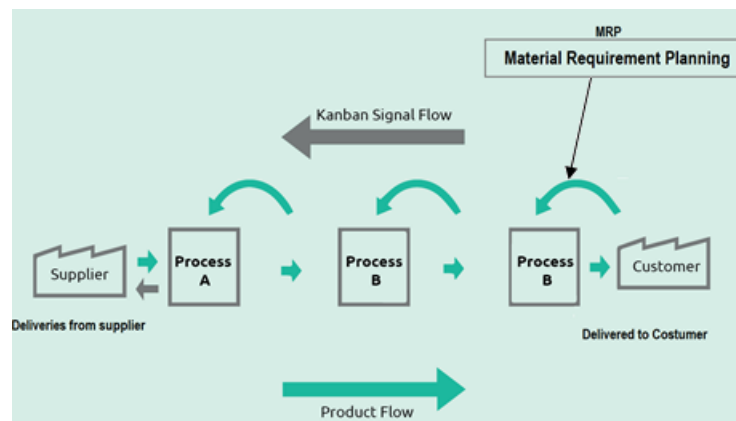 MRP
Material Requirement Planning
Kanban Signal Flow
Supplier
Process
A
Process
B
Process
B
Customer
Deliveries from supplier
Delivered to Costumer
Product Flow